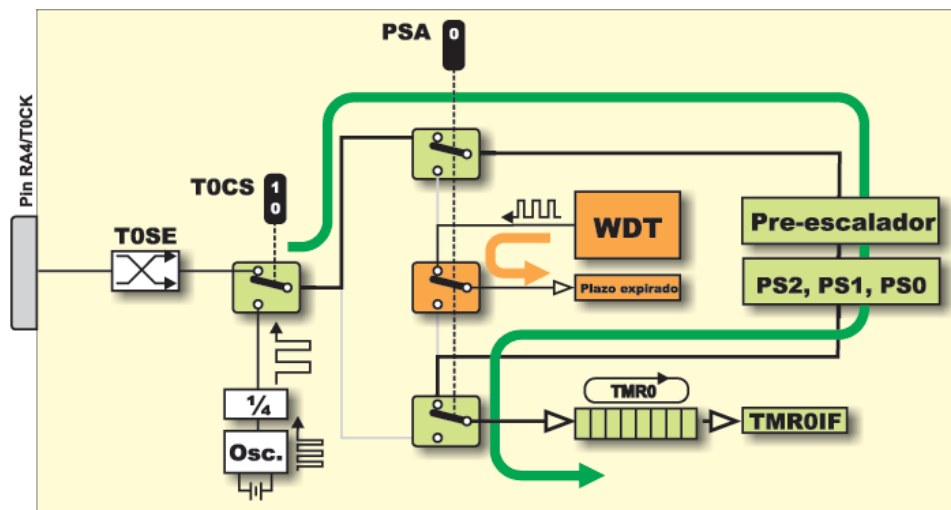 PSA
0
Pin RA4/T0CK
T0CS
1
0
T0SE
WDT
Pre-escalador
Plazo expirado
PS2, PS1, PS0
1/4
Osc.
TMR0
TMR0IF